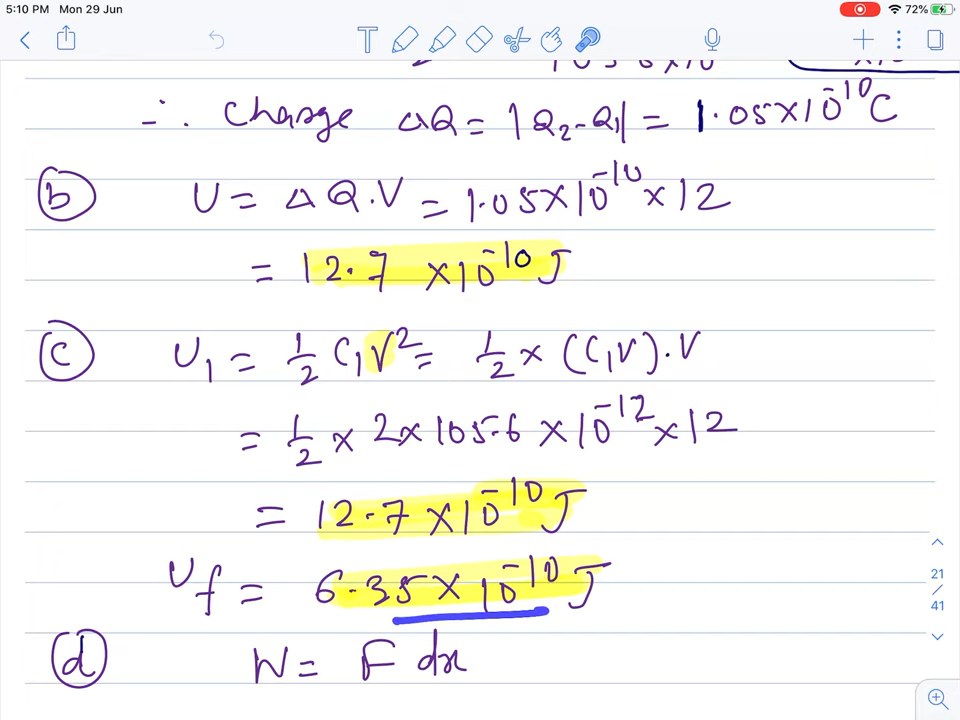 5:10 PM Mon 29 Jun 72%
∴ Charge ΔQ = |Q₂-Q₁| = 1.05×10⁻¹⁰C
(b) U = ΔQ.V = 1.05×10⁻¹⁰ × 12
= 12.7 ×10⁻¹⁰ J
(c) U₁ = 1/2 C₁V² = 1/2 × (C₁V).V
= 1/2 × 2×105.6 × 10⁻¹² × 12
= 12.7 × 10⁻¹⁰ J
U_f = 6.35 × 10⁻¹⁰ J
21
/
41
(d) W = F dx